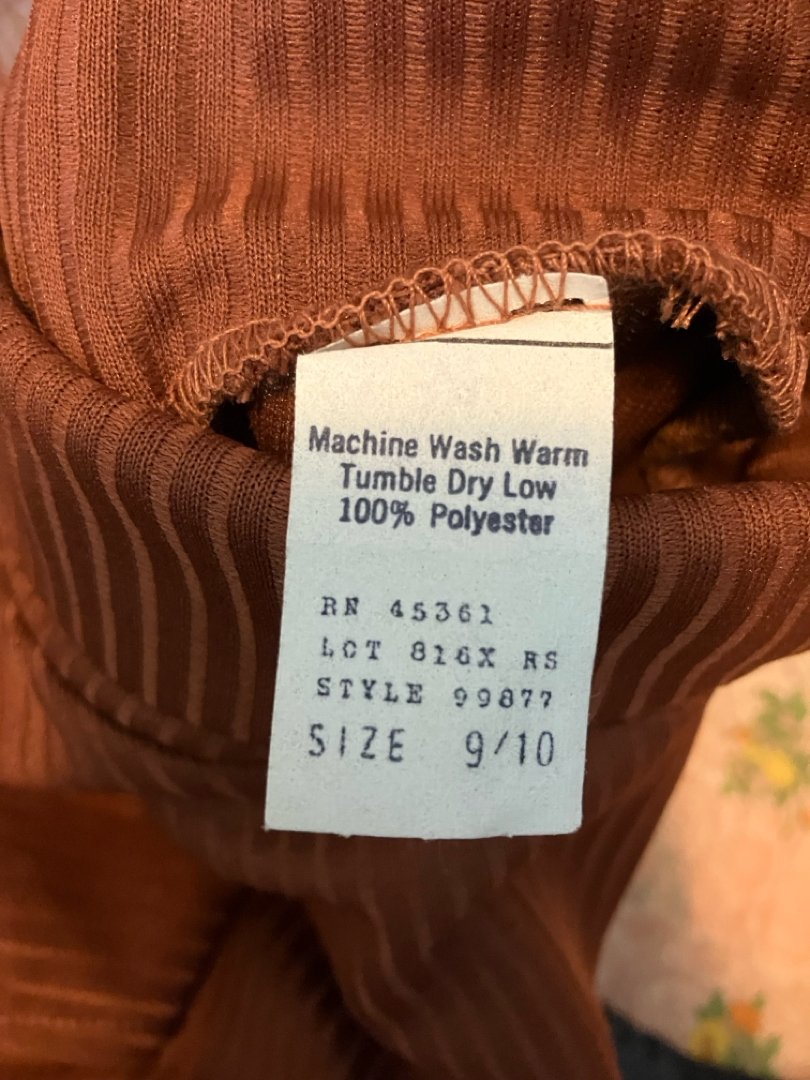 Machine Wash Warm
Tumble Dry Low
100% Polyester
RN 45361
LOT 816X RS
STYLE 99877
SIZE 9/10